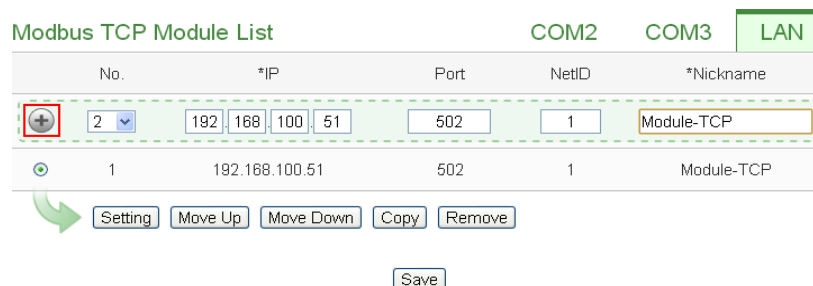 Modbus TCP Module List COM2 COM3 LAN
No. *IP Port NetID *Nickname
2 192 . 168 . 100 . 51 502 1 Module-TCP
1 192.168.100.51 502 1 Module-TCP
Setting Move Up Move Down Copy Remove
Save